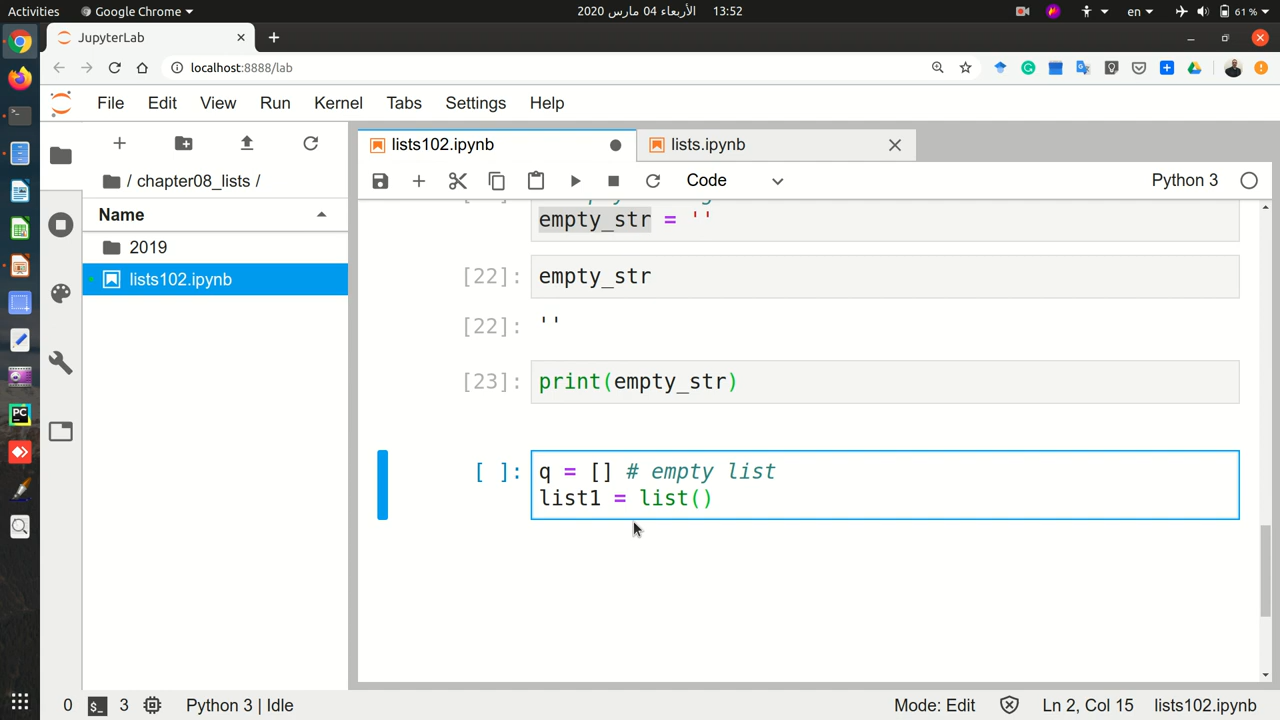 Activities
Google Chrome
الأربعاء 04 مارس 2020
13:52
en
61 %
JupyterLab
localhost:8888/lab
File Edit View Run Kernel Tabs Settings Help
lists102.ipynb
lists.ipynb
/ chapter08_lists /
Code
Python 3
Name
2019
lists102.ipynb
empty_str = ''
[22]: empty_str
[22]: ''
[23]: print(empty_str)
[ ]: q = [] # empty list
list1 = list()
PC
0
3
Python 3 | Idle
Mode: Edit
Ln 2, Col 15
lists102.ipynb